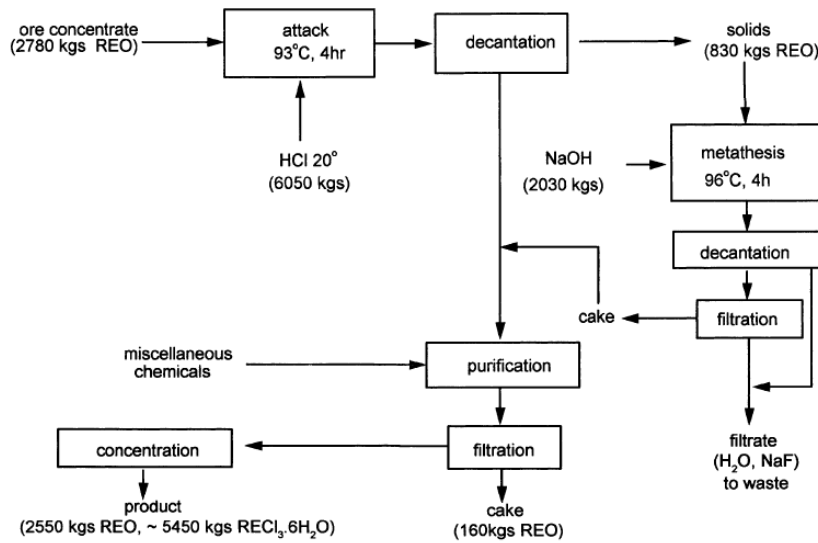 ore concentrate
(2780 kgs REO)
attack
93°C, 4hr
decantation
solids
(830 kgs REO)
HCl 20°
(6050 kgs)
NaOH
(2030 kgs)
metathesis
96°C, 4h
decantation
cake
filtration
miscellaneous
chemicals
purification
concentration
filtration
filtrate
(H₂O, NaF)
to waste
product
(2550 kgs REO, ~ 5450 kgs RECl₃.6H₂O)
cake
(160kgs REO)